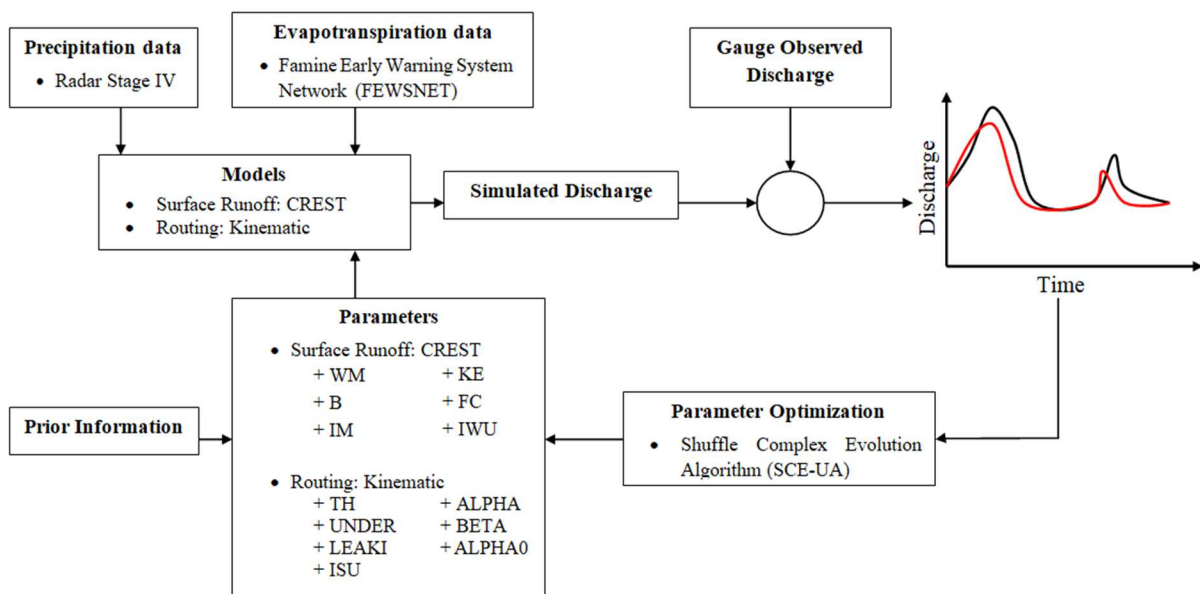 Precipitation data
• Radar Stage IV
Evapotranspiration data
• Famine Early Warning System
Network (FEWSNET)
Gauge Observed
Discharge
Models
• Surface Runoff: CREST
• Routing: Kinematic
Simulated Discharge
Discharge
Time
Parameters
• Surface Runoff: CREST
+ WM + KE
+ B + FC
+ IM + IWU
• Routing: Kinematic
+ TH + ALPHA
+ UNDER + BETA
+ LEAKI + ALPHA0
+ ISU
Prior Information
Parameter Optimization
• Shuffle Complex Evolution
Algorithm (SCE-UA)